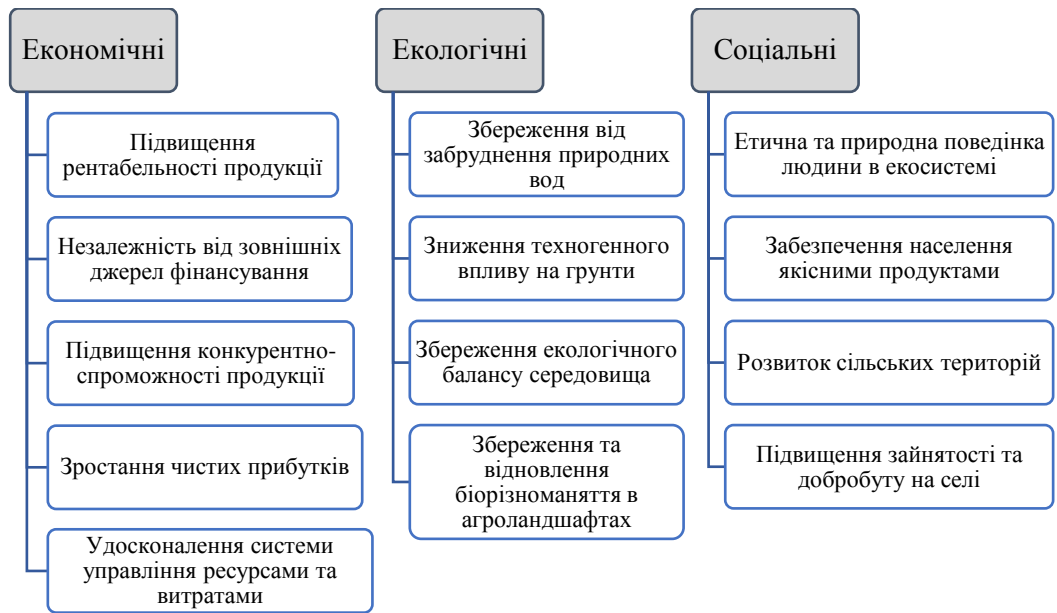 Економічні
Підвищення
рентабельності продукції
Незалежність від зовнішніх
джерел фінансування
Підвищення конкурентно-
спроможності продукції
Зростання чистих прибутків
Удосконалення системи
управління ресурсами та
витратами
Екологічні
Збереження від
забруднення природних
вод
Зниження техногенного
впливу на грунти
Збереження екологічного
балансу середовища
Збереження та
відновлення
біорізноманяття в
агроландшафтах
Соціальні
Етична та природна поведінка
людини в екосистемі
Забезпечення населення
якісними продуктами
Розвиток сільських територій
Підвищення зайнятості та
добробуту на селі